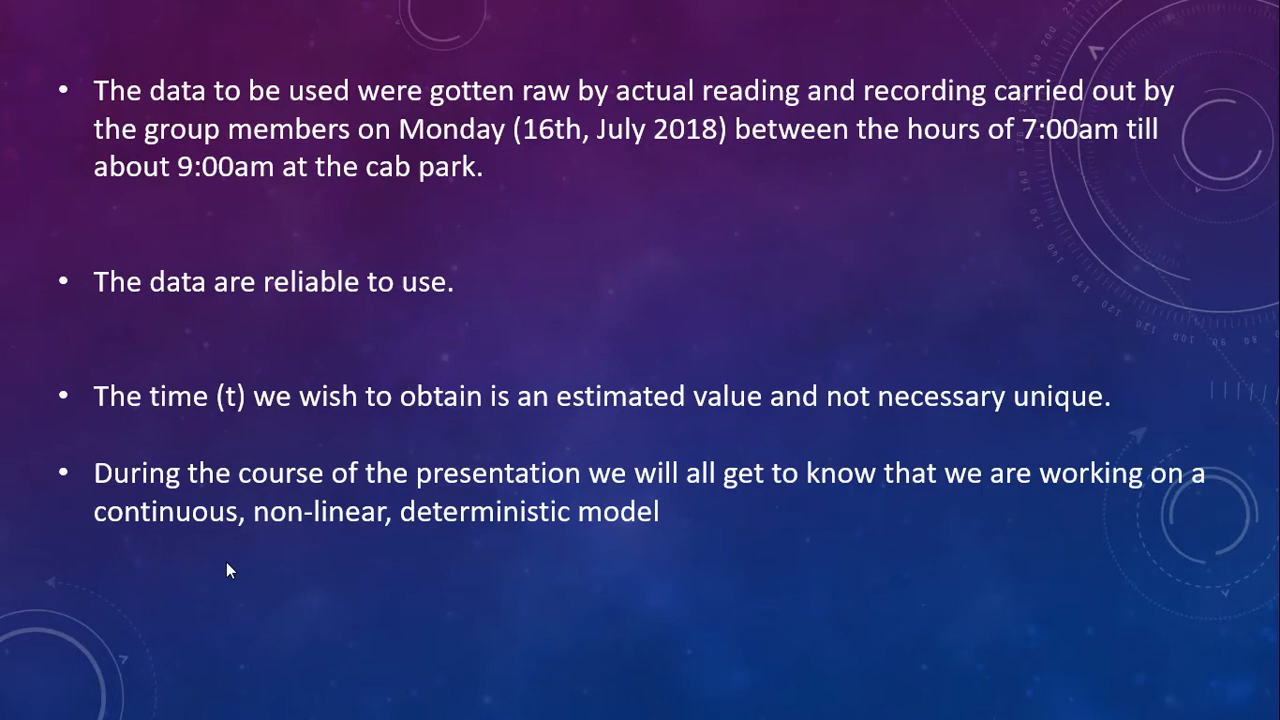 • The data to be used were gotten raw by actual reading and recording carried out by
the group members on Monday (16th, July 2018) between the hours of 7:00am till
about 9:00am at the cab park.
• The data are reliable to use.
• The time (t) we wish to obtain is an estimated value and not necessary unique.
• During the course of the presentation we will all get to know that we are working on a
continuous, non-linear, deterministic model